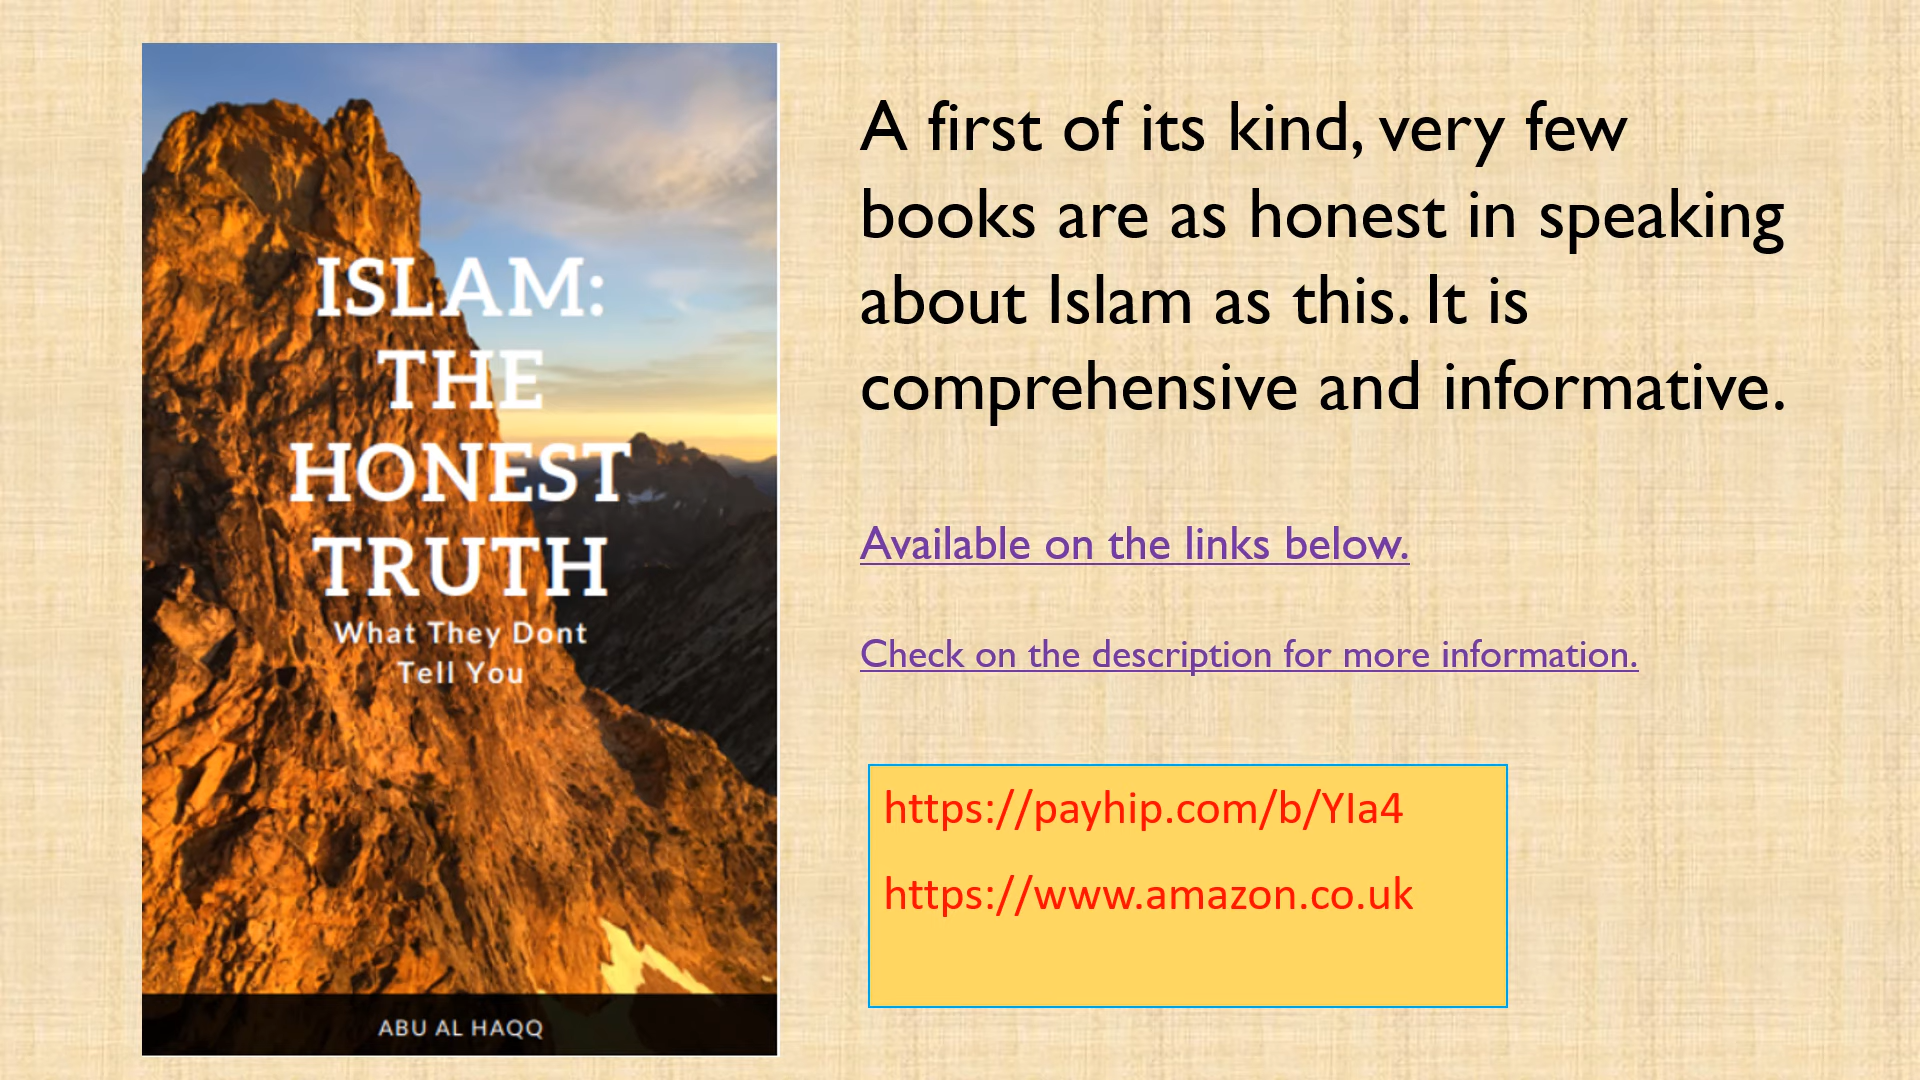 ISLAM:
THE
HONEST
TRUTH
What They Dont
Tell You
ABU AL HAQQ
A first of its kind, very few
books are as honest in speaking
about Islam as this. It is
comprehensive and informative.
Available on the links below.
Check on the description for more information.
https://payhip.com/b/YIa4
https://www.amazon.co.uk